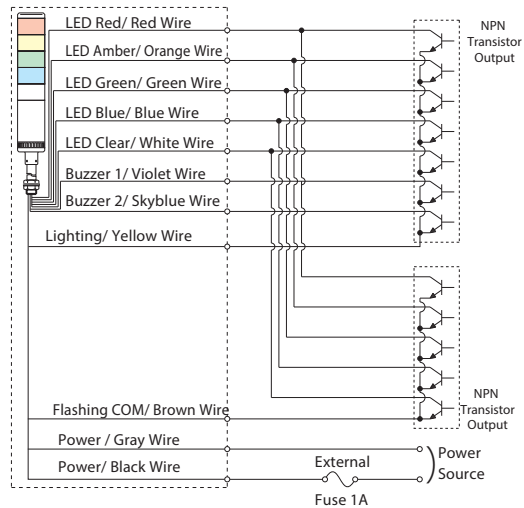 LED Red/ Red Wire
LED Amber/ Orange Wire
LED Green/ Green Wire
LED Blue/ Blue Wire
LED Clear/ White Wire
Buzzer 1/ Violet Wire
Buzzer 2/ Skyblue Wire
Lighting/ Yellow Wire
NPN
Transistor
Output
Flashing COM/ Brown Wire
NPN
Transistor
Output
Power / Gray Wire
Power/ Black Wire
External
Fuse 1A
Power
Source